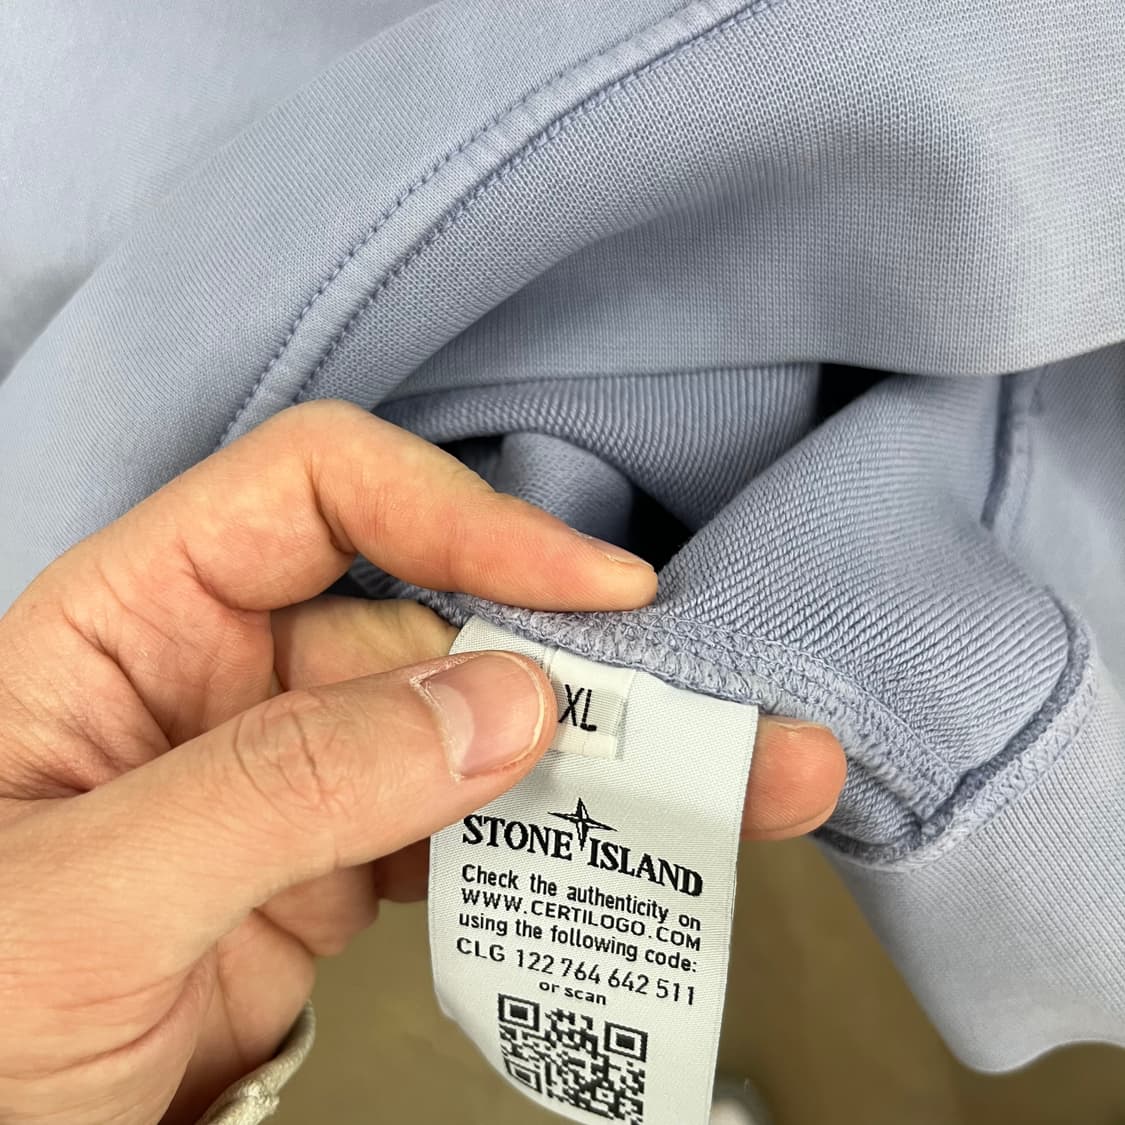 XL
STONE ISLAND
Check the authenticity on
WWW.CERTILOGO.COM
using the following code:
CLG 122 764 642 511
or scan